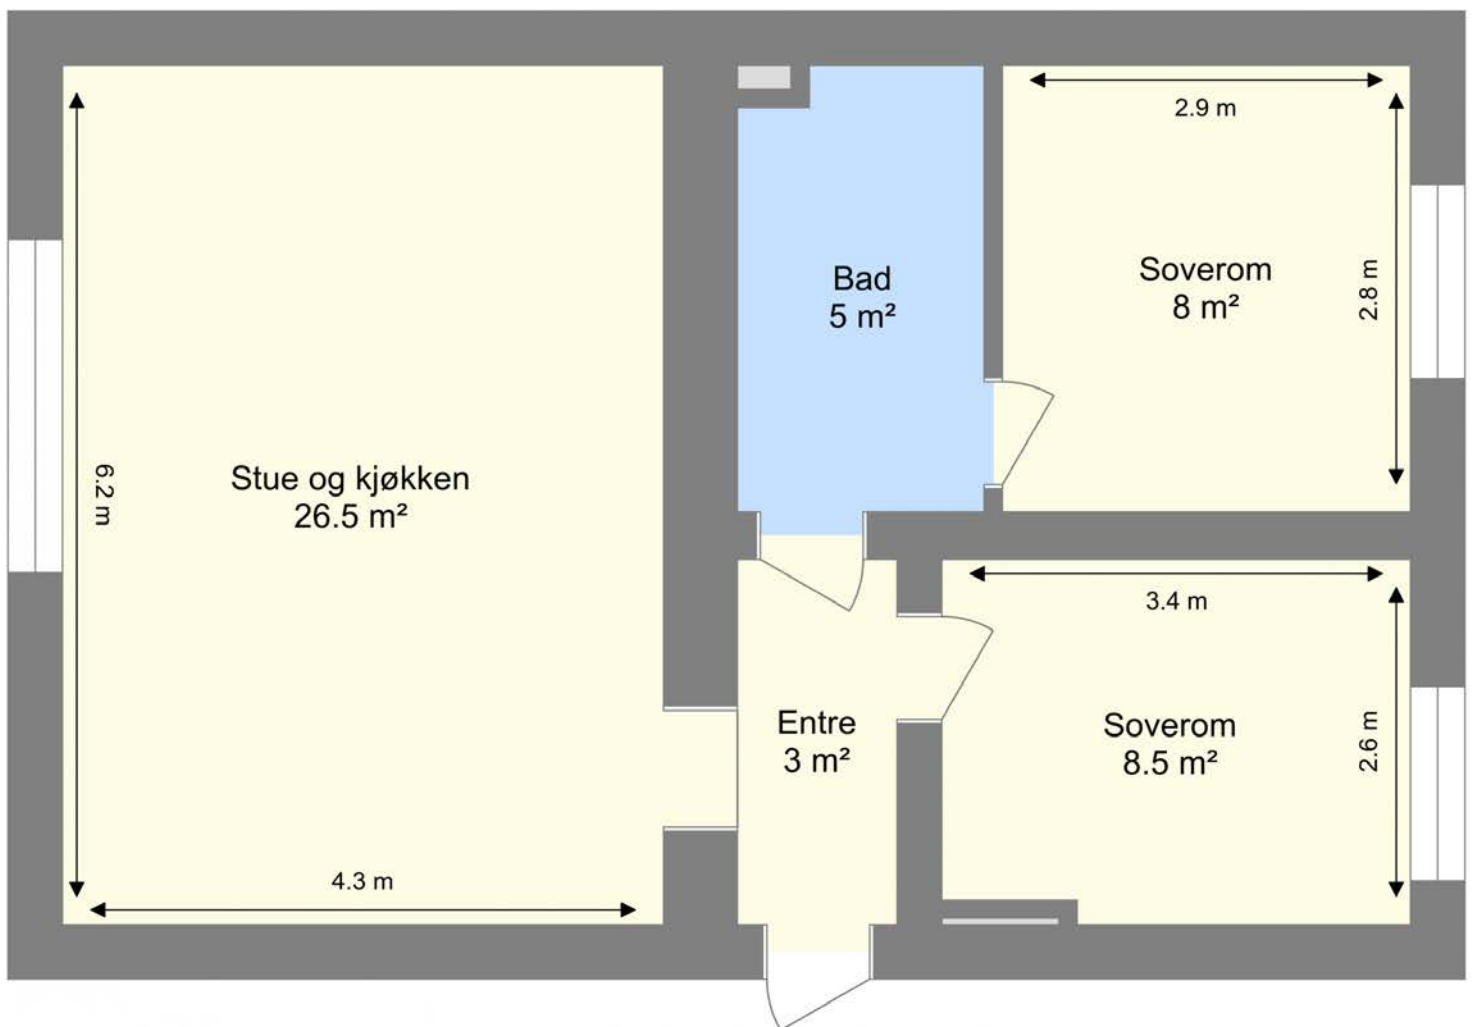 2.9 m
Bad
5 m²
Soverom
8 m²
2.8 m
6.2 m
Stue og kjøkken
26.5 m²
3.4 m
Entre
3 m²
Soverom
8.5 m²
2.6 m
4.3 m